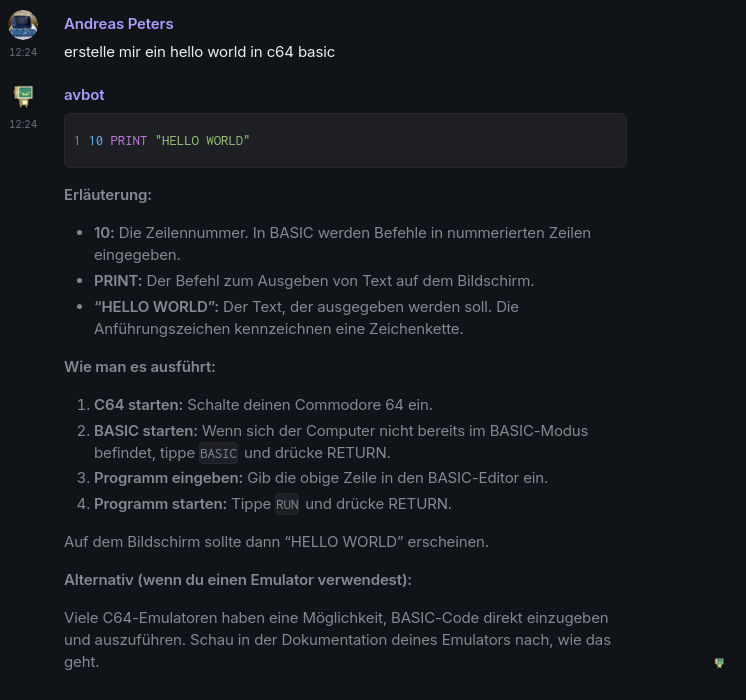 Andreas Peters
12:24
erstelle mir ein hello world in c64 basic
avbot
12:24
1 10 PRINT "HELLO WORLD"
Erläuterung:
• 10: Die Zeilennummer. In BASIC werden Befehle in nummerierten Zeilen
eingegeben.
• PRINT: Der Befehl zum Ausgeben von Text auf dem Bildschirm.
• “HELLO WORLD”: Der Text, der ausgegeben werden soll. Die
Anführungszeichen kennzeichnen eine Zeichenkette.
Wie man es ausführt:
1. C64 starten: Schalte deinen Commodore 64 ein.
2. BASIC starten: Wenn sich der Computer nicht bereits im BASIC-Modus
befindet, tippe BASIC und drücke RETURN.
3. Programm eingeben: Gib die obige Zeile in den BASIC-Editor ein.
4. Programm starten: Tippe RUN und drücke RETURN.
Auf dem Bildschirm sollte dann “HELLO WORLD” erscheinen.
Alternativ (wenn du einen Emulator verwendest):
Viele C64-Emulatoren haben eine Möglichkeit, BASIC-Code direkt einzugeben
und auszuführen. Schau in der Dokumentation deines Emulators nach, wie das
geht.